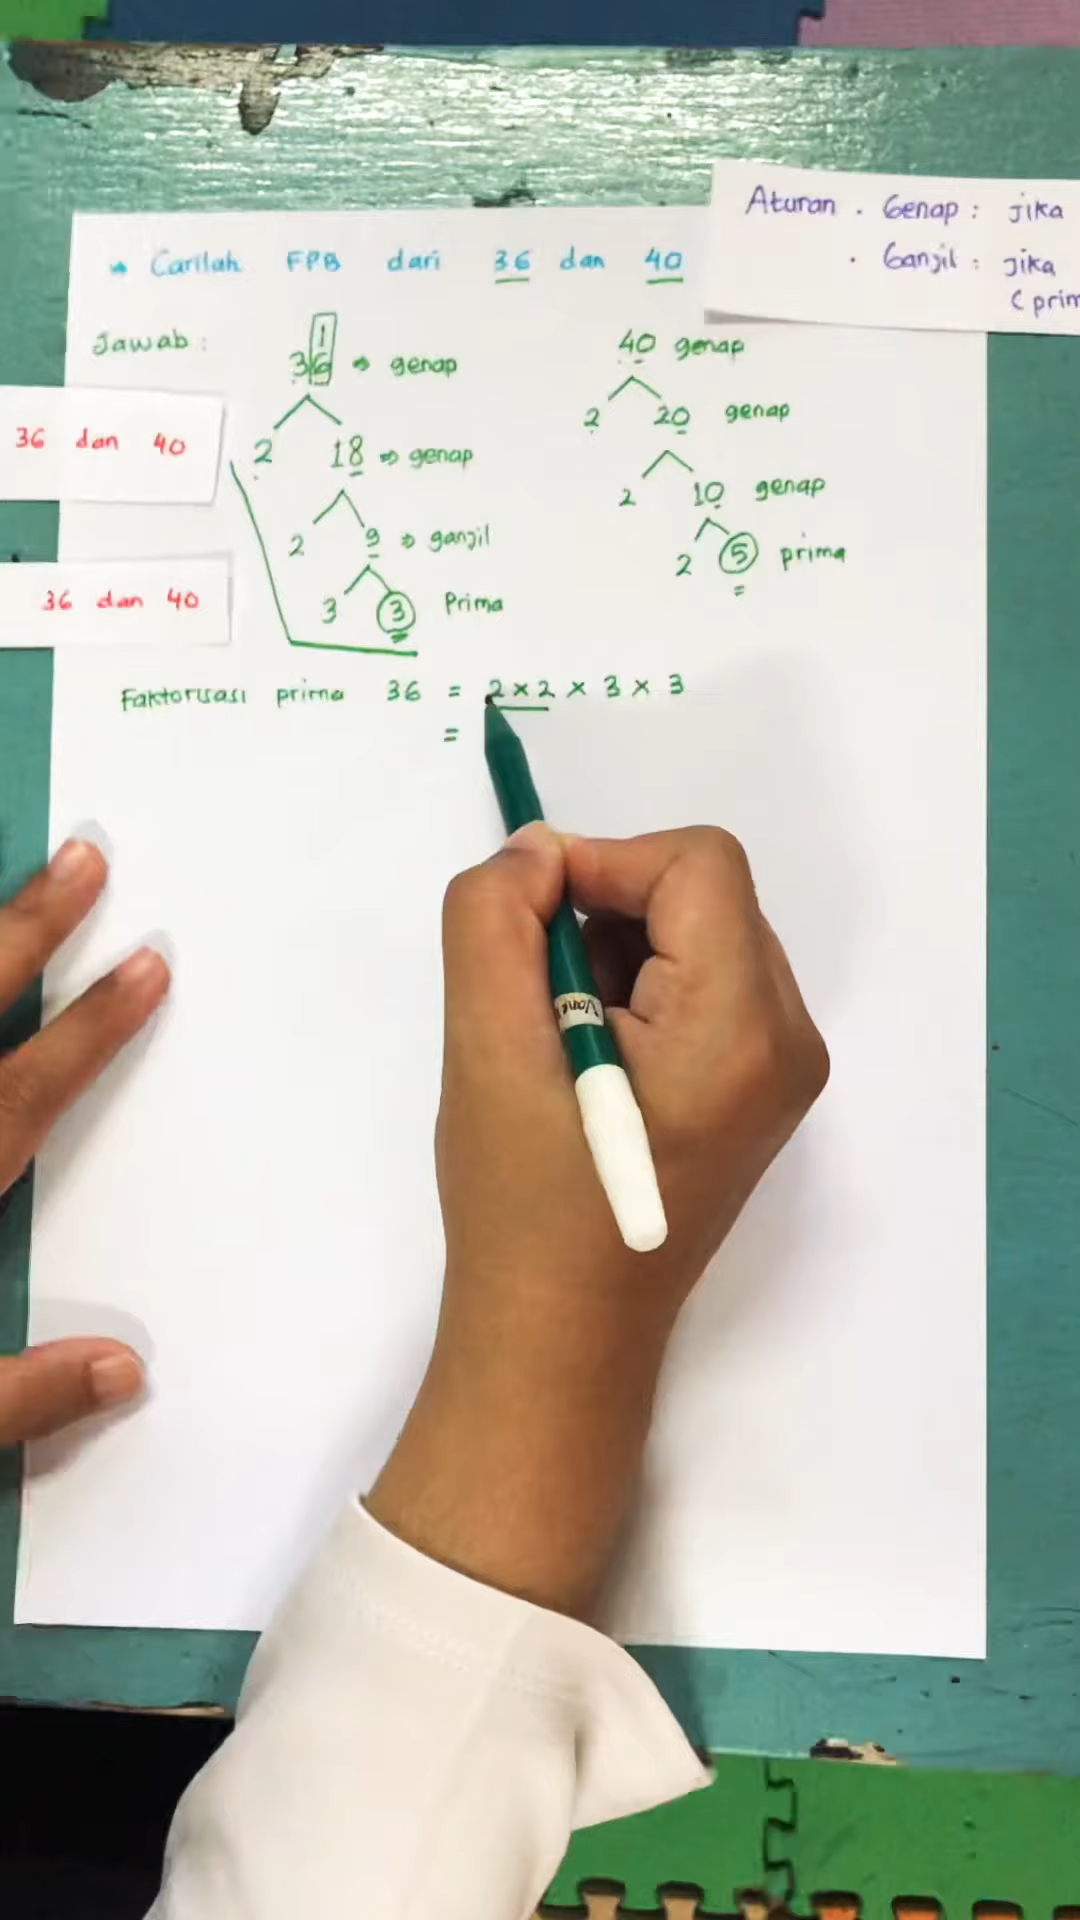 Aturan . Genap : jika
. Ganjil : jika
( prim
Carilah FPB dari 36 dan 40
Jawab :
1
36 ⇒ genap
2 18 ⇒ genap
2 9 ⇒ ganjil
3 3 Prima
40 genap
2 20 genap
2 10 genap
2 5 prima
=
36 dan 40
36 dan 40
Faktorisasi prima 36 = 2 × 2 × 3 × 3
=